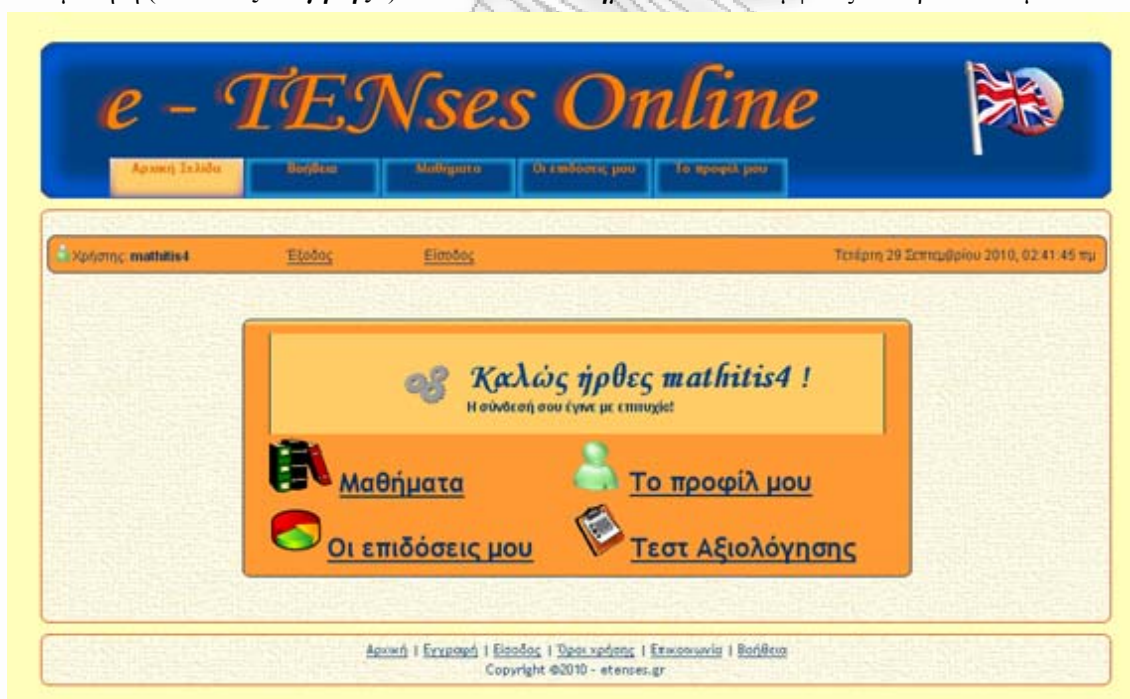 e - TENses Online
Αρχική Σελίδα Βοήθεια Μαθήματα Οι επιδόσεις μου Το προφίλ μου
Χρήστης: mathitis4 Έξοδος Είσοδος Τετάρτη 29 Σεπτεμβρίου 2010, 02:41:45 πμ
Καλώς ήρθες mathitis4 !
Η σύνδεσή σου έγινε με επιτυχία!
Μαθήματα Το προφίλ μου
Οι επιδόσεις μου Τεστ Αξιολόγησης
Αρχική | Εγγραφή | Είσοδος | Όροι χρήσης | Επικοινωνία | Βοήθεια
Copyright ©2010 - etenses.gr